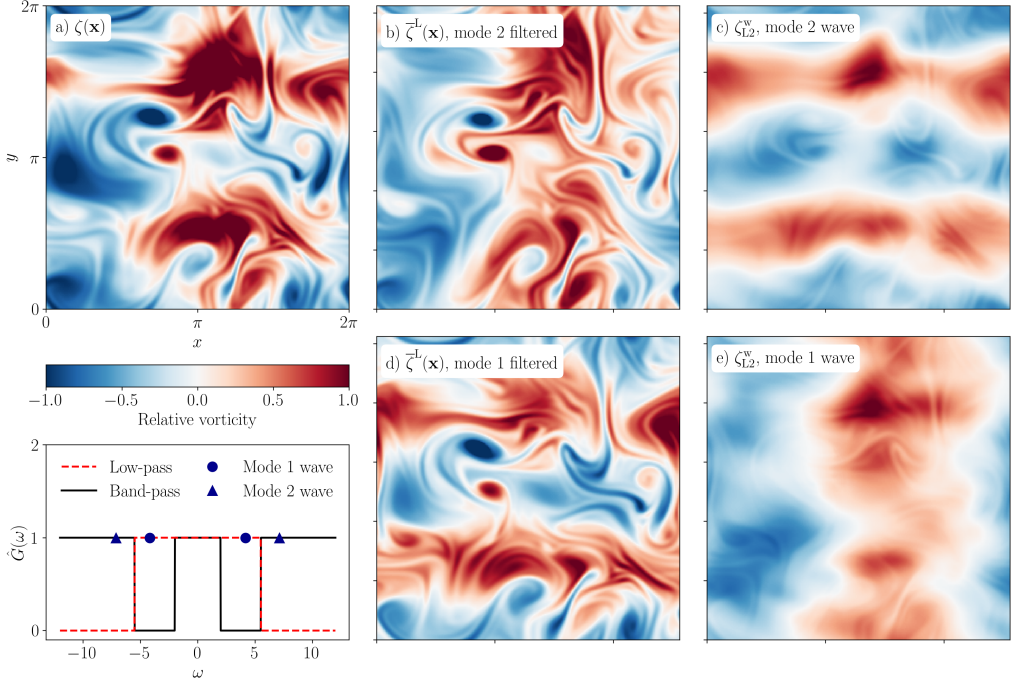 a) ζ(x)
b) ζ̄ᴸ(x), mode 2 filtered
c) ζʷ_L2, mode 2 wave
2π
π
0
y
0
π
2π
x
d) ζ̄ᴸ(x), mode 1 filtered
e) ζʷ_L2, mode 1 wave
−1.0
−0.5
0.0
0.5
1.0
Relative vorticity
2
1
0
Ĝ(ω)
Low-pass
Band-pass
Mode 1 wave
Mode 2 wave
−10
−5
0
5
10
ω